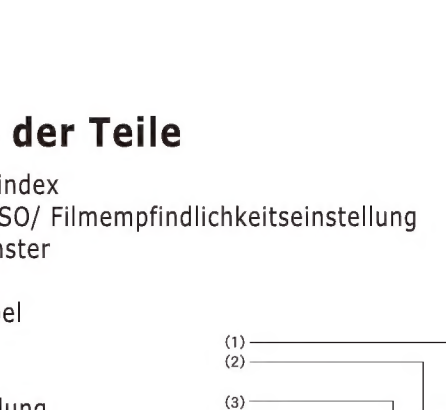 der Teile
index
SO/ Filmempfindlichkeitseinstellung
nster
el
(1)
(2)
(3)
lung